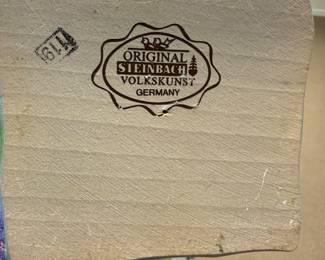 ORIGINAL
STEINBACH
VOLKSKUNST
GERMANY